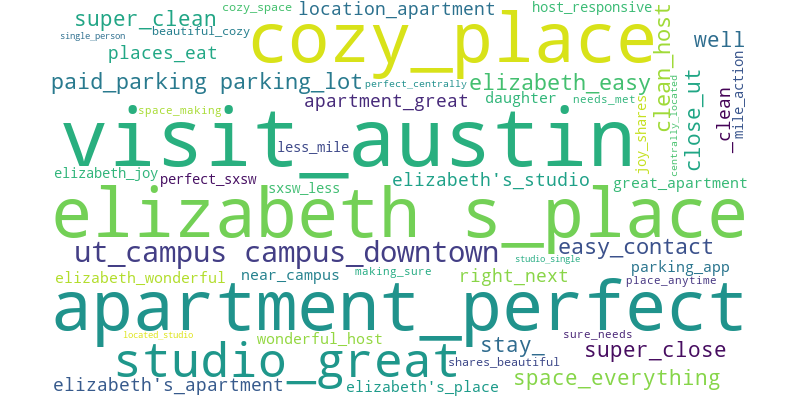 cozy_space
location_apartment
host_responsive
super_clean
cozy_place
single_person
beautiful_cozy
places_eat
clean_host
well
paid_parking
parking_lot
perfect_centrally
elizabeth_easy
close_ut
_clean
mile_action
apartment_great
daughter
needs_met
joy_shares
centrally_located
space_making
visit_austin
less_mile
elizabeth_joy
perfect_sxsw
sxsw_less
elizabeth's_studio
great_apartment
elizabeth s_place
ut_campus
campus_downtown
easy_contact
studio_single
elizabeth_wonderful
near_campus
making_sure
right_next
parking_app
place_anytime
apartment_perfect
located_studio
wonderful_host
sure_needs
studio_great
stay_
super_close
shares_beautiful
elizabeth's_apartment
elizabeth's_place
space_everything